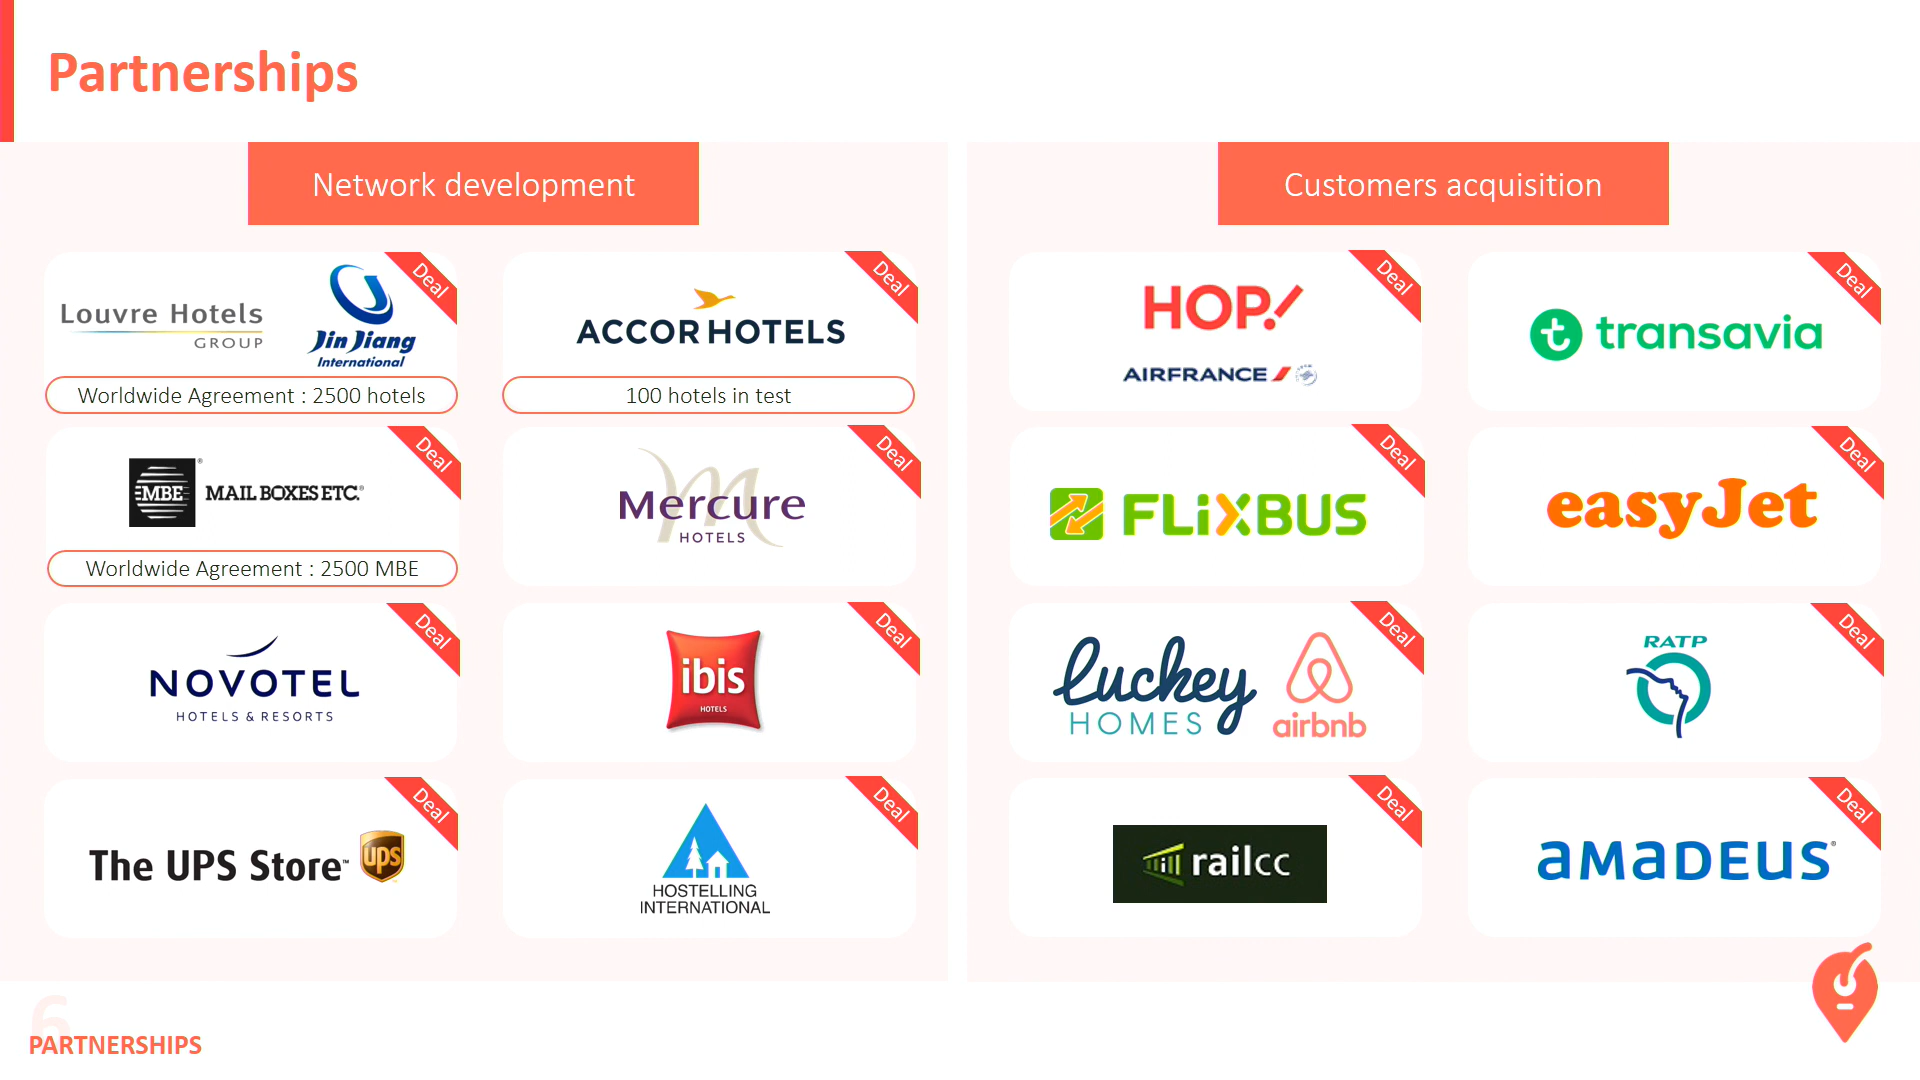 Partnerships
Network development
Customers acquisition
Louvre Hotels
GROUP
Jin Jiang
International
Deal
Worldwide Agreement : 2500 hotels
ACCOR HOTELS
Deal
100 hotels in test
HOP!
AIRFRANCE
Deal
transavia
Deal
MBE
MAIL BOXES ETC.®
Deal
Worldwide Agreement : 2500 MBE
Mercure
HOTELS
Deal
FLiXBUS
Deal
easyJet
Deal
NOVOTEL
HOTELS & RESORTS
Deal
ibis
HOTELS
Deal
luckey
HOMES
airbnb
Deal
RATP
Deal
The UPS Store™
ups
Deal
HOSTELLING
INTERNATIONAL
Deal
railcc
Deal
amadeus
Deal
6
PARTNERSHIPS